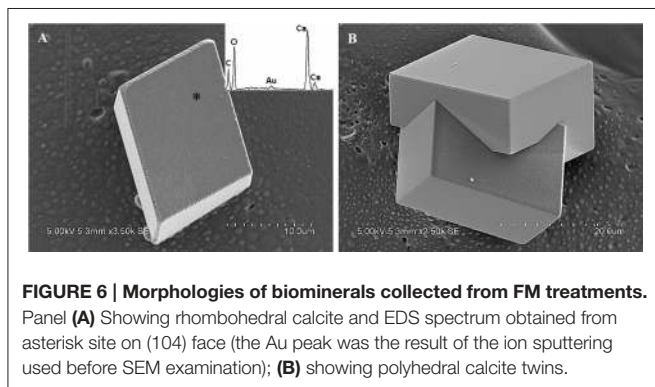 A
O
C
Au
Ca
Ca
5.00kV 5.3mm x3.50k SE
10.0um
B
5.00kV 5.3mm x2.50k SE
20.0um
FIGURE 6 | Morphologies of biominerals collected from FM treatments.
Panel (A) Showing rhombohedral calcite and EDS spectrum obtained from
asterisk site on (104) face (the Au peak was the result of the ion sputtering
used before SEM examination); (B) showing polyhedral calcite twins.